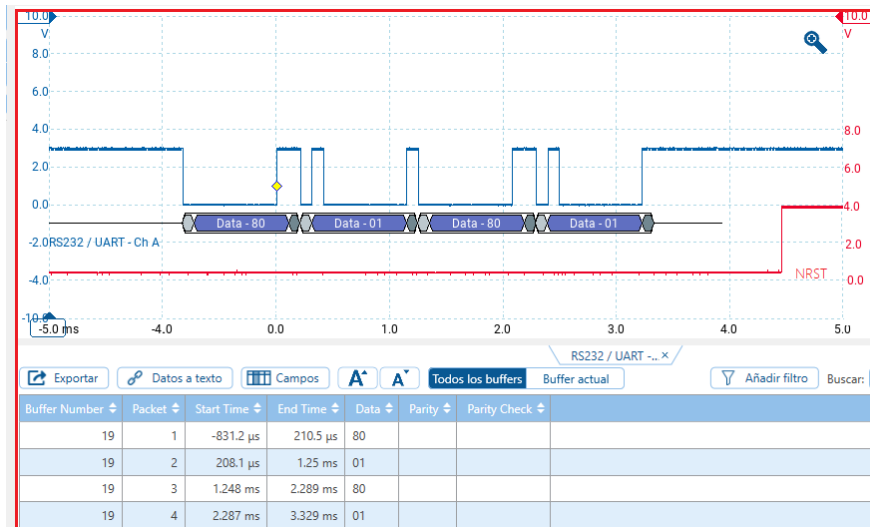 10.0 10.0
V V
8.0
6.0
4.0 8.0
7.0
2.0 6.0
5.0
0.0 Data - 80 Data - 01 Data - 80 Data - 01 4.0
3.0
-2.0 RS232 / UART - Ch A 2.0
1.0
-4.0 NRST 0.0
-10.0
-5.0 ms -4.0 0.0 1.0 2.0 3.0 4.0 5.0
RS232 / UART -.. ×
Exportar Datos a texto Campos A A Todos los buffers Buffer actual Añadir filtro Buscar:
Buffer Number Packet Start Time End Time Data Parity Parity Check
19 1 -831.2 µs 210.5 µs 80
19 2 208.1 µs 1.25 ms 01
19 3 1.248 ms 2.289 ms 80
19 4 2.287 ms 3.329 ms 01